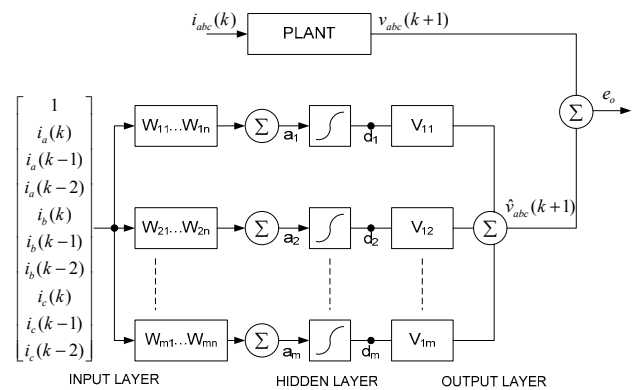 i_abc(k)
PLANT
v_abc(k+1)
e_o
Σ
1
i_a(k)
i_a(k−1)
i_a(k−2)
i_b(k)
i_b(k−1)
i_b(k−2)
i_c(k)
i_c(k−1)
i_c(k−2)
W11...W1n
Σ
a1
d1
V11
W21...W2n
Σ
a2
d2
V12
Σ
v̂_abc(k+1)
Wm1...Wmn
Σ
am
dm
V1m
INPUT LAYER
HIDDEN LAYER
OUTPUT LAYER